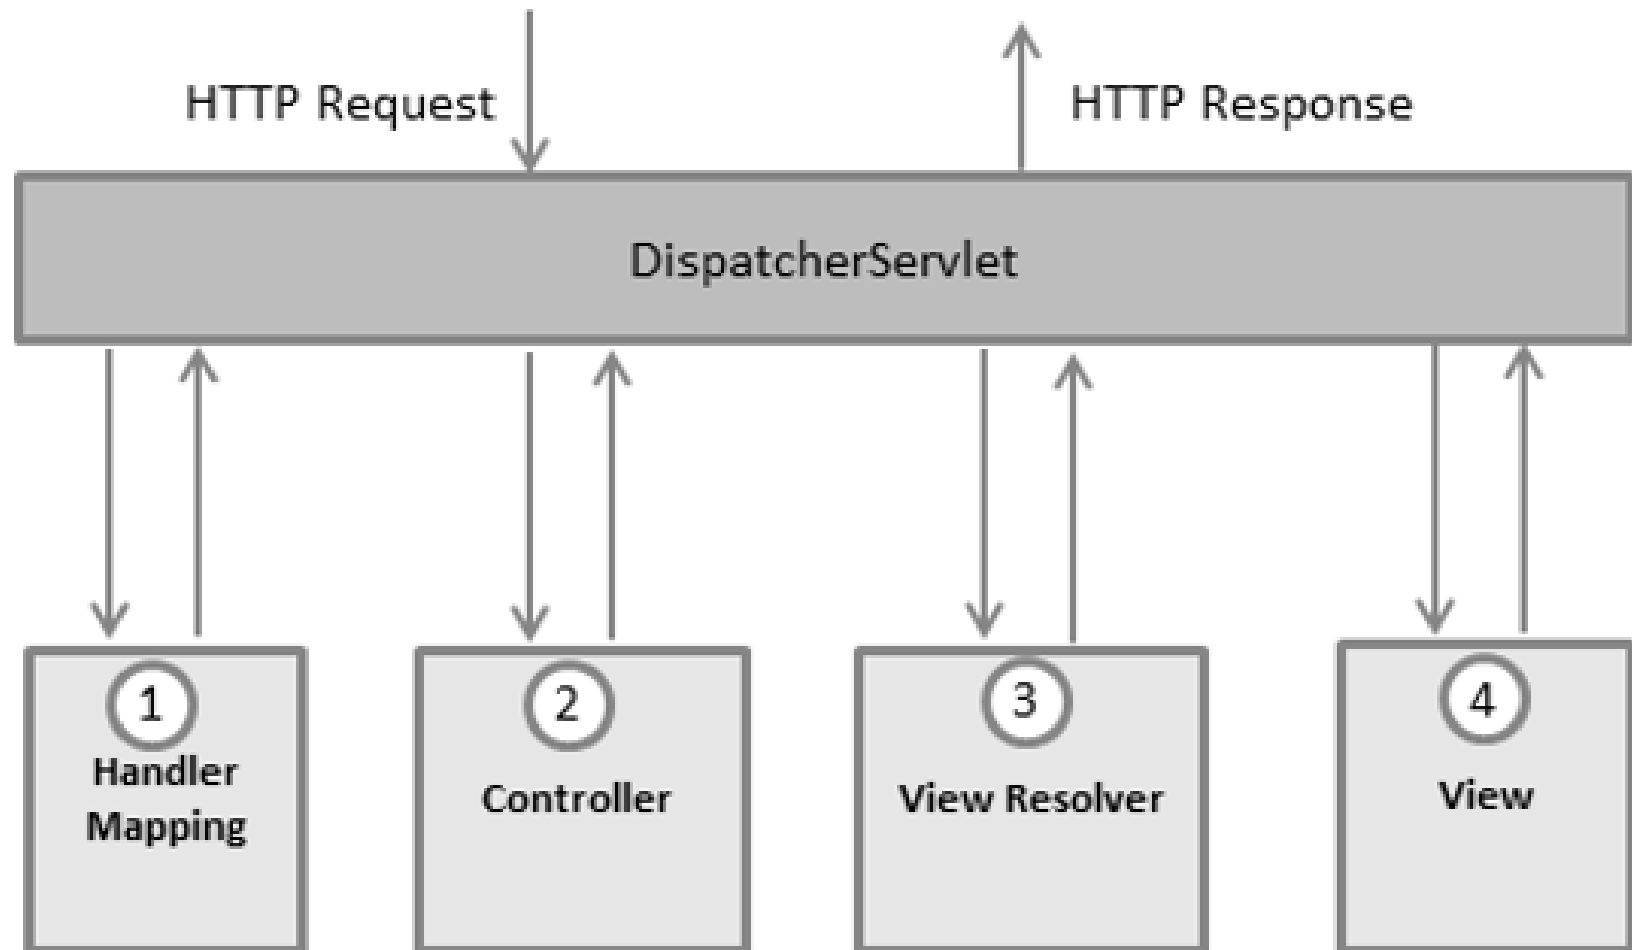 HTTP Request
HTTP Response
DispatcherServlet
1
Handler
Mapping
2
Controller
3
View Resolver
4
View